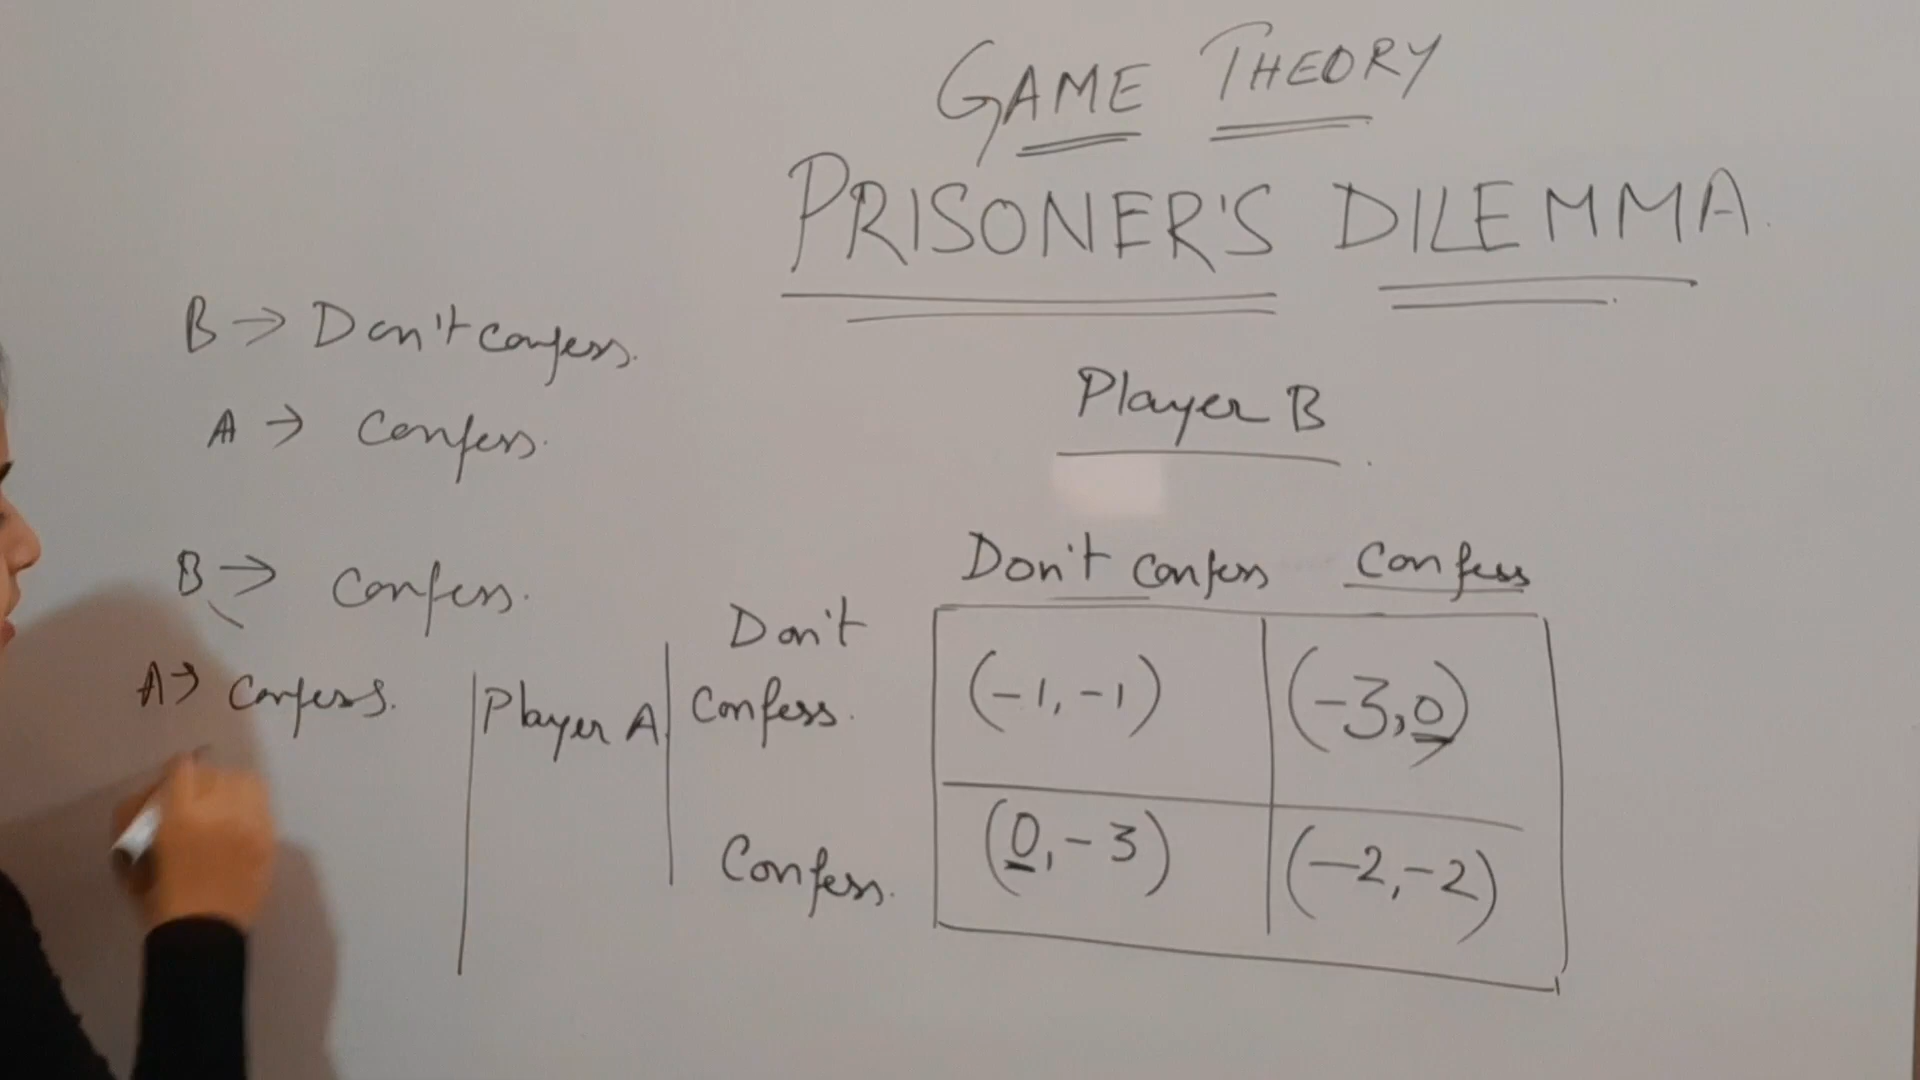 GAME THEORY
PRISONER'S DILEMMA.
B → Don't confess.
A → Confess.
B → Confess.
A → Confess.
Player B
Don't Confess Confess
Player A
Don't
Confess.
(-1, -1) (-3, 0)
Confess.
(0, -3) (-2, -2)